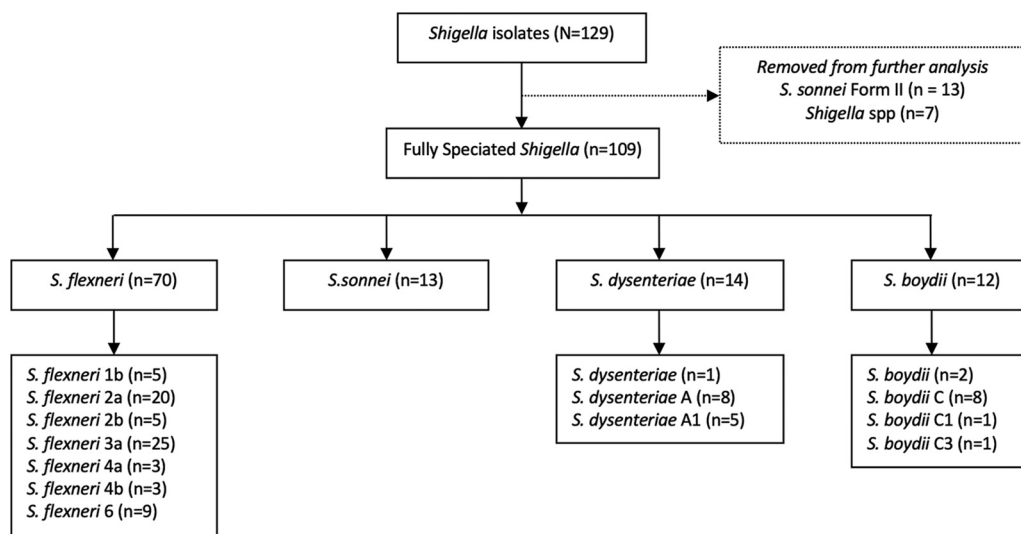 Shigella isolates (N=129)
Removed from further analysis
S. sonnei Form II (n = 13)
Shigella spp (n=7)
Fully Speciated Shigella (n=109)
S. flexneri (n=70)
S.sonnei (n=13)
S. dysenteriae (n=14)
S. boydii (n=12)
S. flexneri 1b (n=5)
S. flexneri 2a (n=20)
S. flexneri 2b (n=5)
S. flexneri 3a (n=25)
S. flexneri 4a (n=3)
S. flexneri 4b (n=3)
S. flexneri 6 (n=9)
S. dysenteriae (n=1)
S. dysenteriae A (n=8)
S. dysenteriae A1 (n=5)
S. boydii (n=2)
S. boydii C (n=8)
S. boydii C1 (n=1)
S. boydii C3 (n=1)